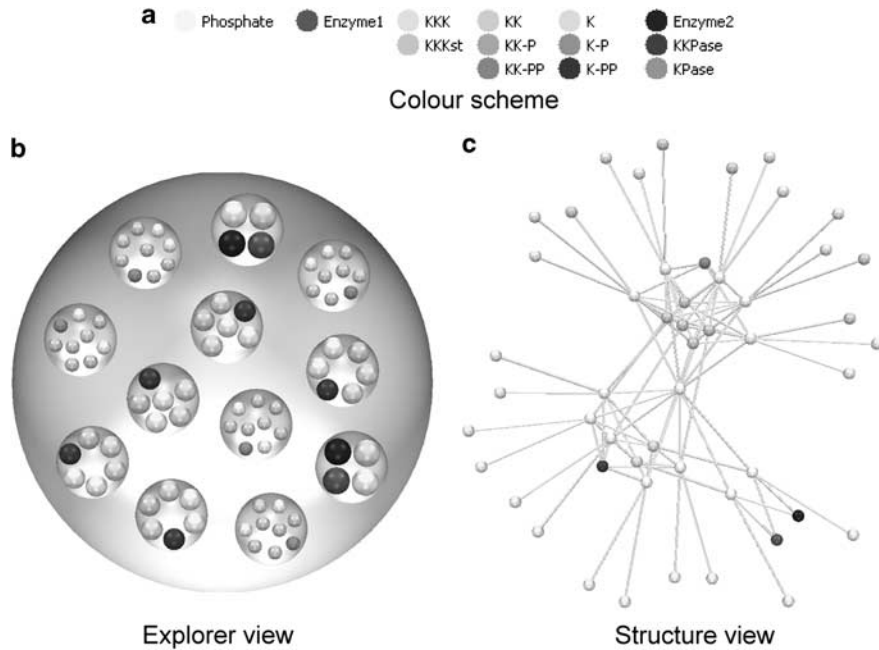 a Phosphate Enzyme1 KKK KK K Enzyme2
KKKst KK-P K-P KKPase
KK-PP K-PP KPase
Colour scheme
b c
Explorer view Structure view